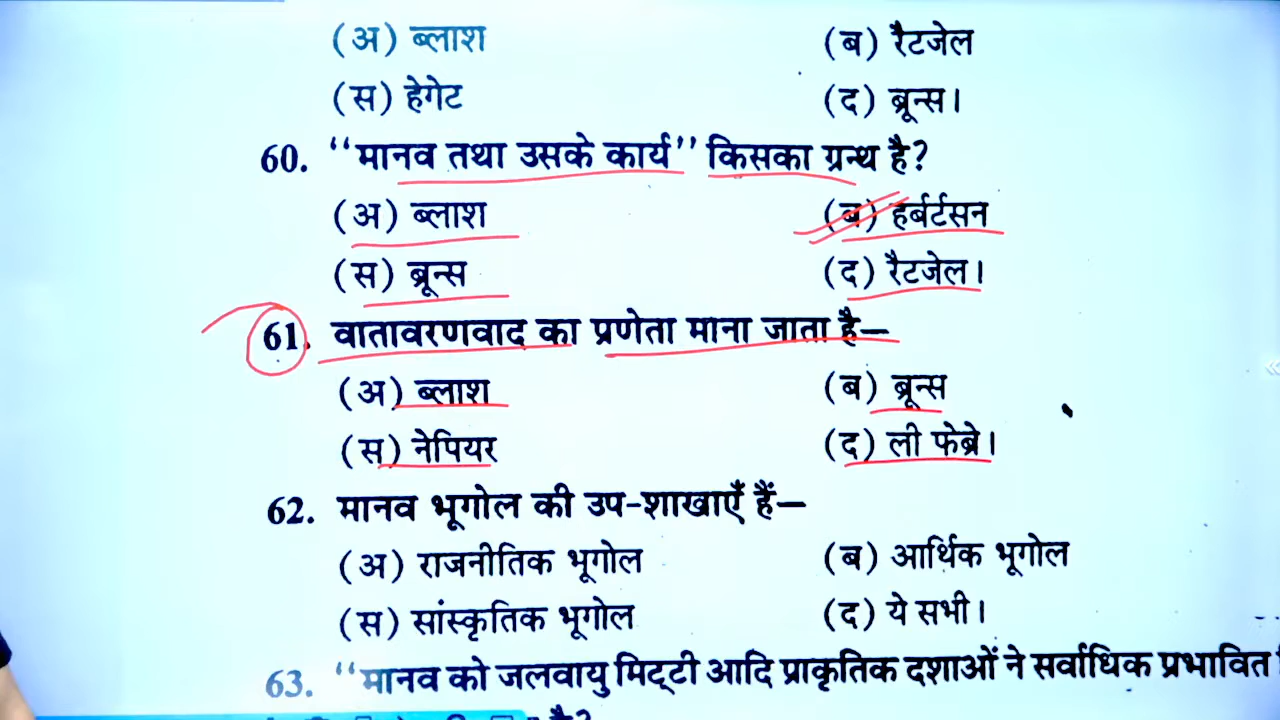 (अ) ब्लाश (ब) रैटजेल
(स) हेगेट (द) ब्रून्स।
60. ‘‘मानव तथा उसके कार्य’’ किसका ग्रन्थ है?
(अ) ब्लाश (ब) हर्बर्टसन
(स) ब्रून्स (द) रैटजेल।
61. वातावरणवाद का प्रणेता माना जाता है—
(अ) ब्लाश (ब) ब्रून्स
(स) नेपियर (द) ली फेब्रे।
62. मानव भूगोल की उप-शाखाएँ हैं—
(अ) राजनीतिक भूगोल (ब) आर्थिक भूगोल
(स) सांस्कृतिक भूगोल (द) ये सभी।
63. ‘‘मानव को जलवायु मिट्टी आदि प्राकृतिक दशाओं ने सर्वाधिक प्रभावित
है?